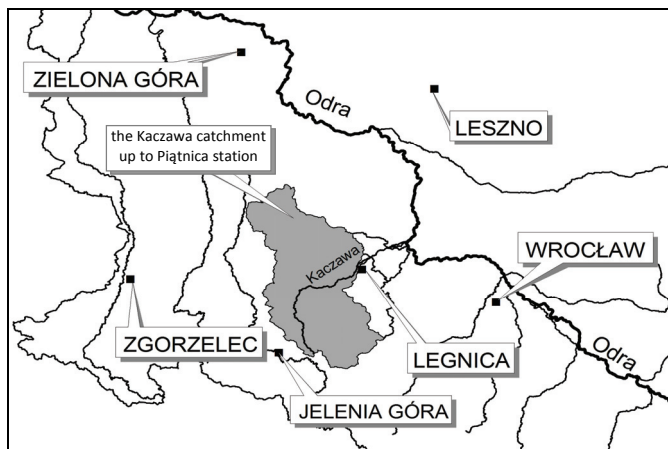 ZIELONA GÓRA
Odra
LESZNO
the Kaczawa catchment
up to Piątnica station
Kaczawa
WROCŁAW
ZGORZELEC
LEGNICA
Odra
JELENIA GÓRA